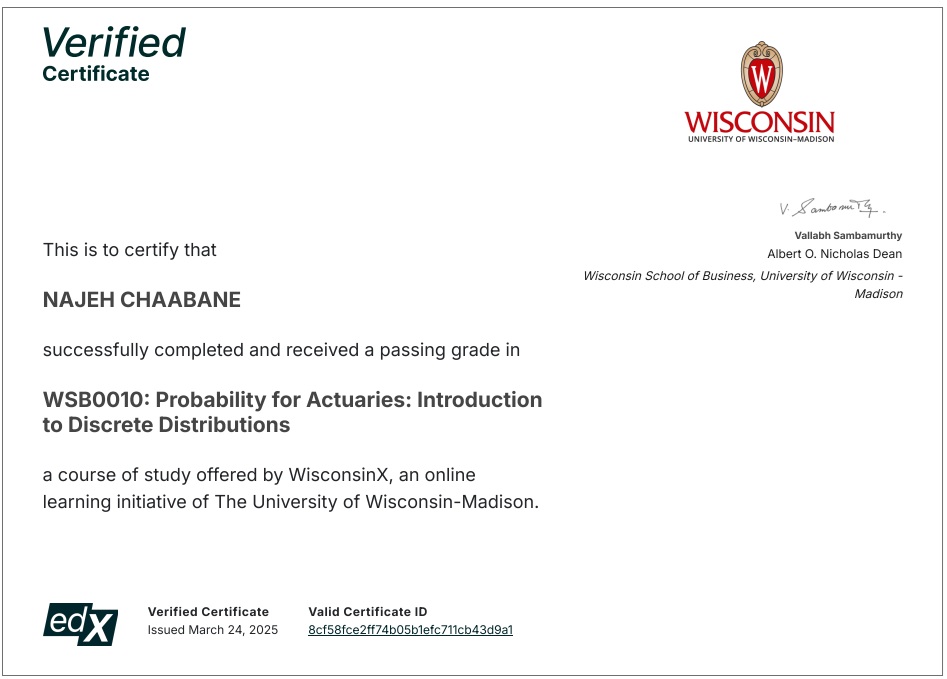 Verified
Certificate
W
WISCONSIN
UNIVERSITY OF WISCONSIN–MADISON
V. Sambamurthy.
Vallabh Sambamurthy
Albert O. Nicholas Dean
Wisconsin School of Business, University of Wisconsin -
Madison
This is to certify that
NAJEH CHAABANE
successfully completed and received a passing grade in
WSB0010: Probability for Actuaries: Introduction
to Discrete Distributions
a course of study offered by WisconsinX, an online
learning initiative of The University of Wisconsin-Madison.
edX
Verified Certificate
Issued March 24, 2025
Valid Certificate ID
8cf58fce2ff74b05b1efc711cb43d9a1